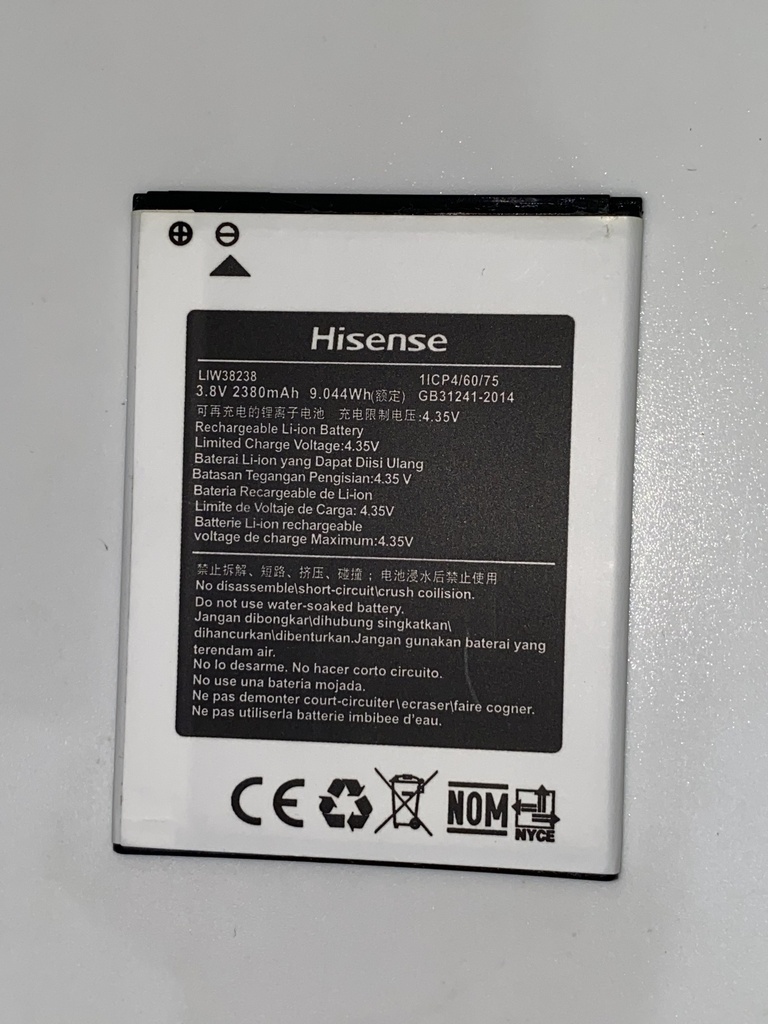 Hisense
LIW38238 1ICP4/60/75
3.8V 2380mAh 9.044Wh(额定) GB31241-2014
可再充电的锂离子电池 充电限制电压:4.35V
Rechargeable Li-ion Battery
Limited Charge Voltage:4.35V
Baterai Li-ion yang Dapat Diisi Ulang
Batasan Tegangan Pengisian:4.35 V
Bateria Recargeable de Li-ion
Limite de Voltaje de Carga: 4.35V
Batterie Li-ion rechargeable
voltage de charge Maximum:4.35V
禁止拆解、短路、挤压、碰撞；电池浸水后禁止使用
No disassemble\short-circuit\crush coilision.
Do not use water-soaked battery.
Jangan dibongkar\dihubung singkatkan\
dihancurkan\dibenturkan.Jangan gunakan baterai yang
terendam air.
No lo desarme. No hacer corto circuito.
No use una bateria mojada.
Ne pas demonter court-circuiter\ecraser\faire cogner.
Ne pas utiliserla batterie imbibee d'eau.
CE NOM
NYCE